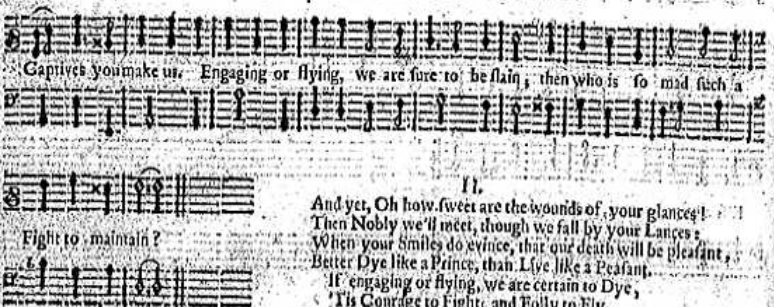 Captives you make us. Engaging or flying, we are sure to be slain; then who is so mad such a
Fight to maintain?
II.
And yet, Oh how sweet are the wounds of your glances!
Then Nobly we'll meet, though we fall by your Lances:
When your Smiles do evince, that our death will be pleasant,
Better Dye like a Prince, than Live like a Peasant.
If engaging or flying, we are certain to Dye,
'Tis Courage to Fight, and Folly to Fly.